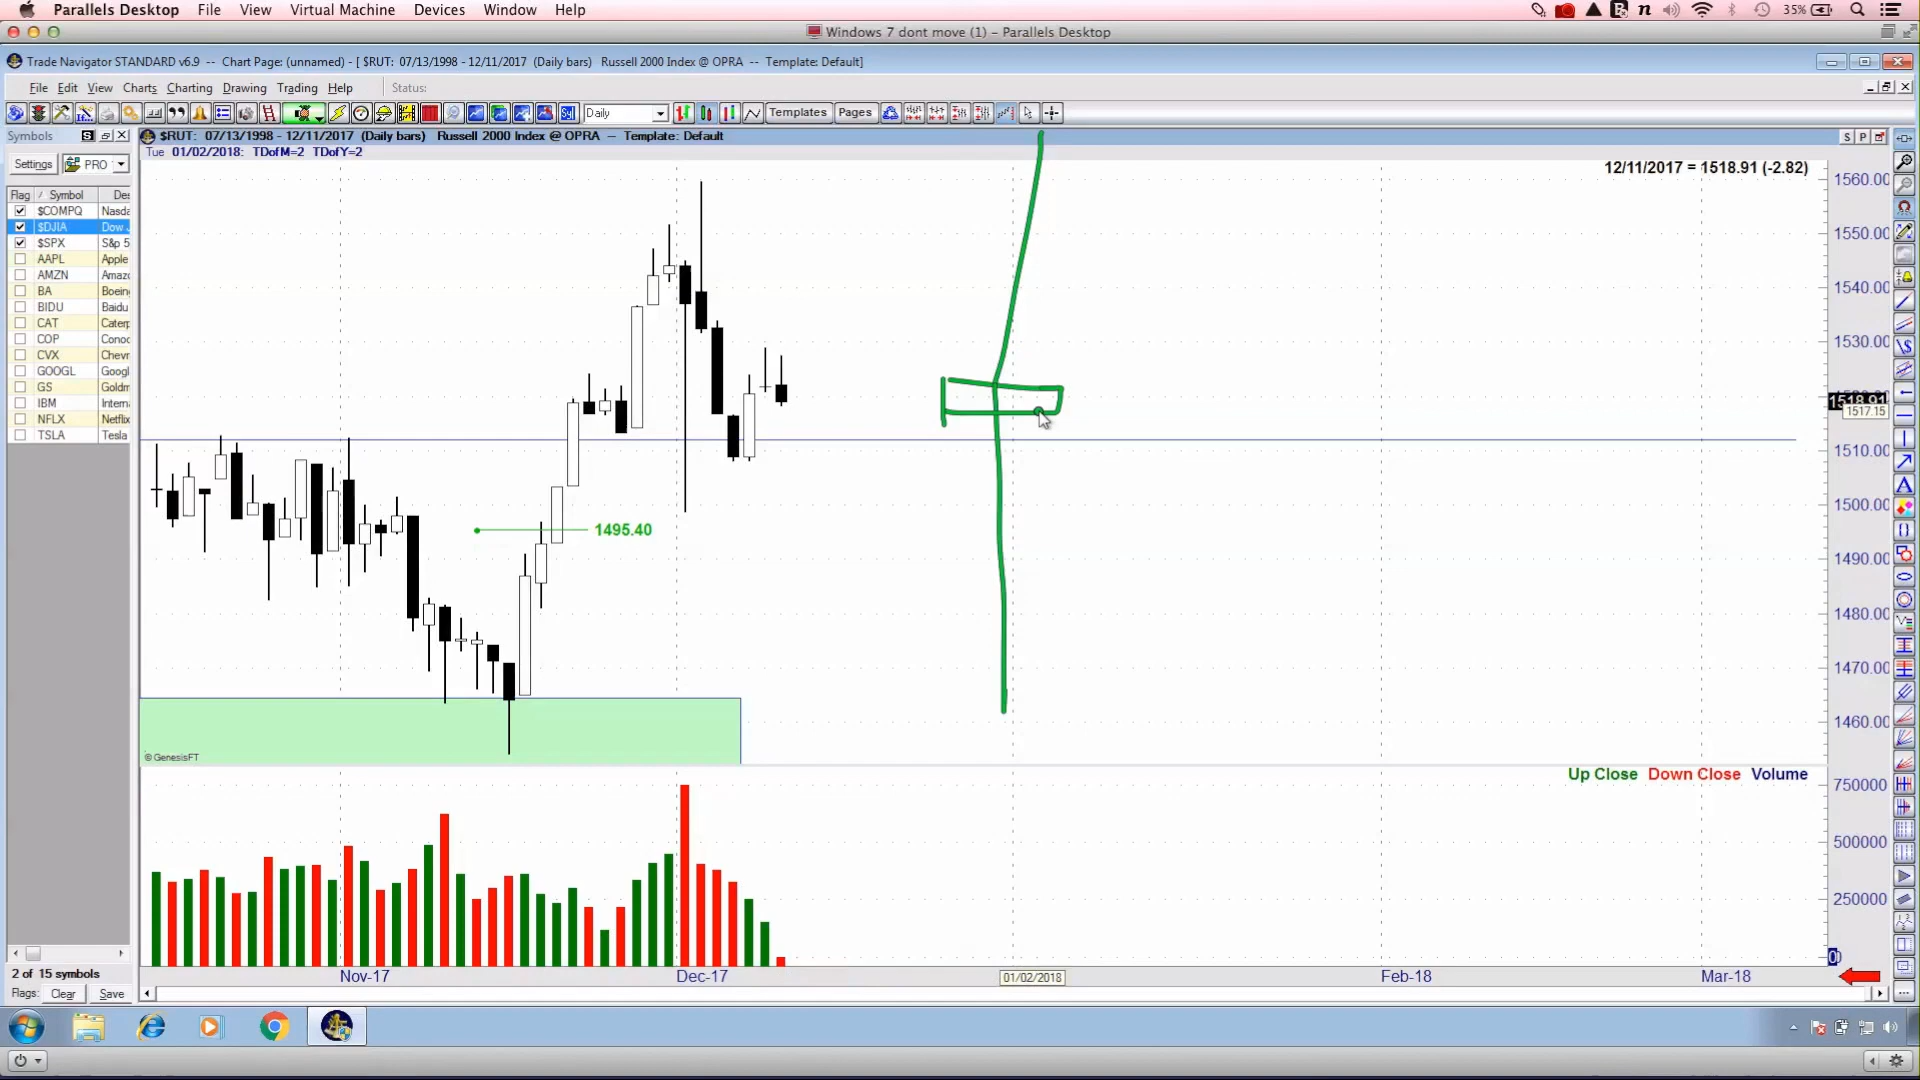 Parallels Desktop File View Virtual Machine Devices Window Help 35%
Windows 7 dont move (1) – Parallels Desktop
Trade Navigator STANDARD v6.9 -- Chart Page: (unnamed) - [ $RUT: 07/13/1998 - 12/11/2017 (Daily bars) Russell 2000 Index @ OPRA -- Template: Default]
File Edit View Charts Charting Drawing Trading Help Status:
Daily Templates Pages
Symbols S
$RUT: 07/13/1998 - 12/11/2017 (Daily bars) Russell 2000 Index @ OPRA -- Template: Default S P
Tue 01/02/2018: TDofM=2 TDofY=2
Settings PRO
12/11/2017 = 1518.91 (-2.82)
Flag / Symbol Des
$COMPQ Nasda
$DJIA Dow J
$SPX S&p 5
AAPL Apple
AMZN Amazo
BA Boein
BIDU Baidu
CAT Caterp
COP Conoc
CVX Chevr
GOOGL Googl
GS Goldm
IBM Intern
NFLX Netflix
TSLA Tesla
1560.00
1550.00
1540.00
1530.00
1518.91
1517.15
1510.00
1500.00
1490.00
1480.00
1470.00
1460.00
1495.40
© GenesisFT
Up Close Down Close Volume
750000
500000
250000
0
Nov-17 Dec-17 01/02/2018 Feb-18 Mar-18
2 of 15 symbols
Flags: Clear Save